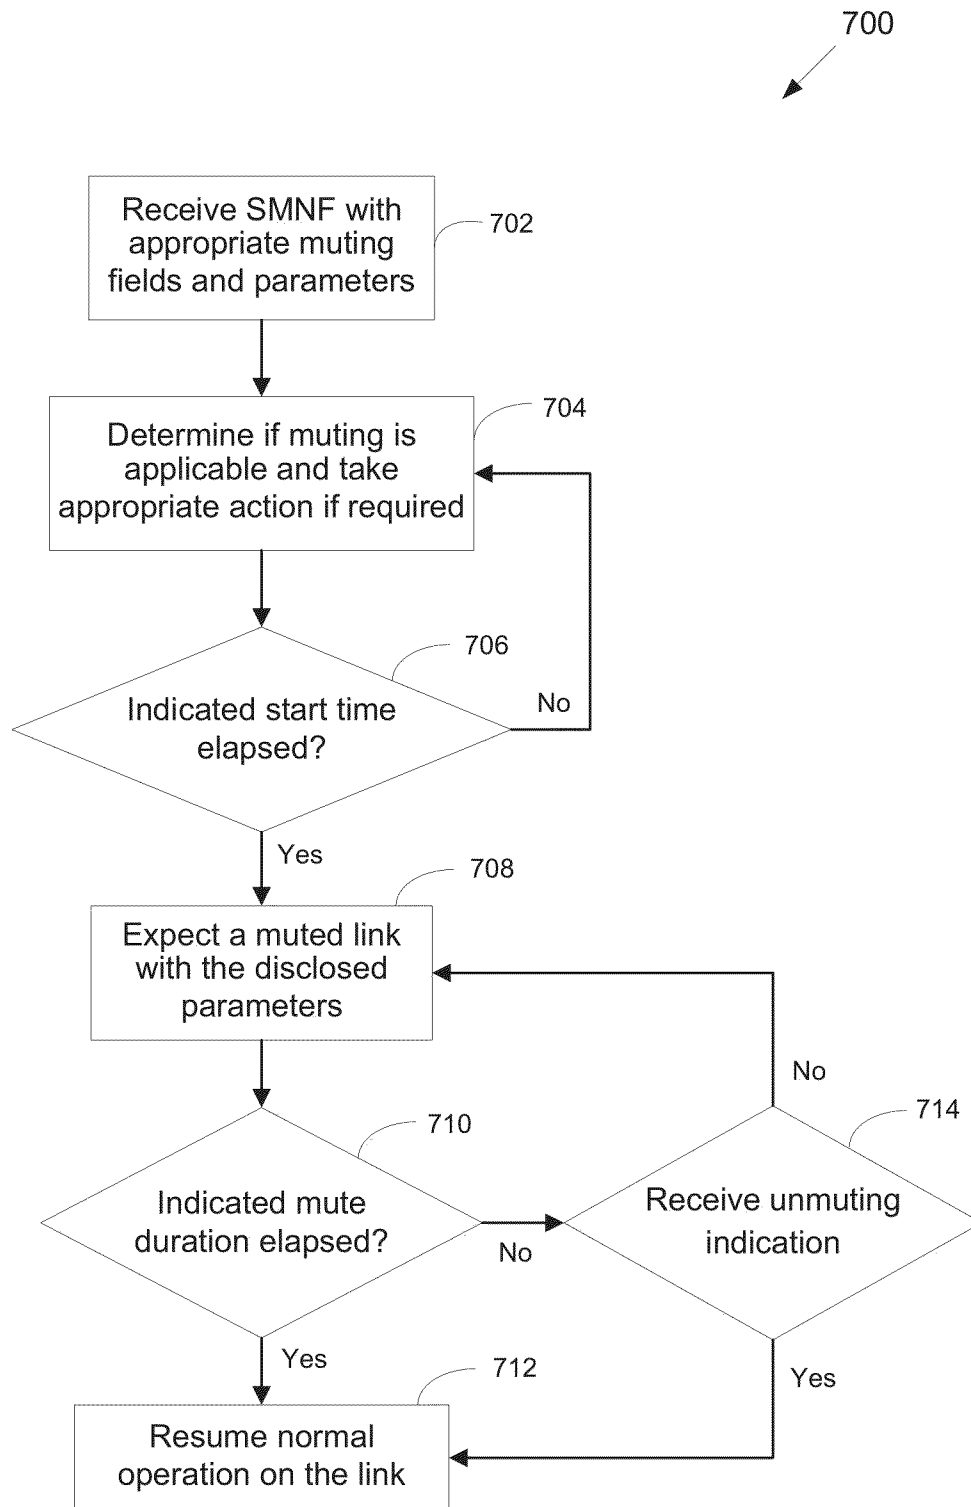 700
Receive SMNF with
appropriate muting
fields and parameters
702
704
Determine if muting is
applicable and take
appropriate action if required
706
Indicated start time
elapsed?
No
Yes
708
Expect a muted link
with the disclosed
parameters
No
710
714
Indicated mute
duration elapsed?
No
Receive unmuting
indication
Yes
712
Yes
Resume normal
operation on the link